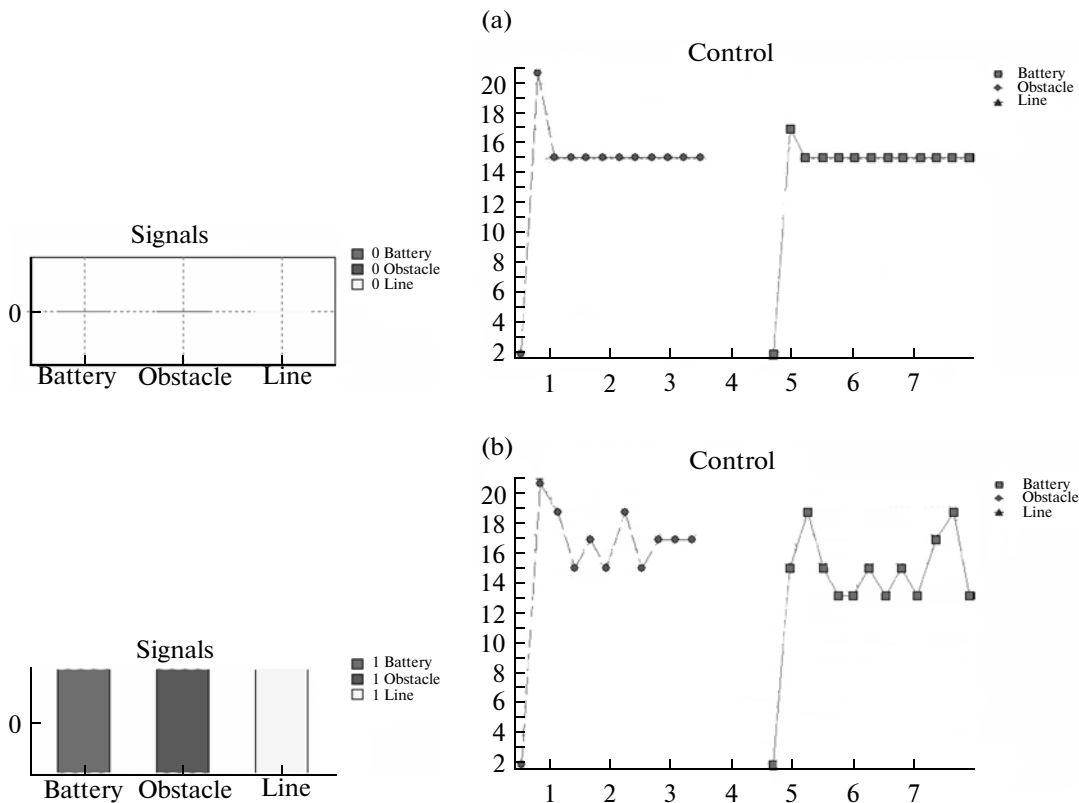 (a)
Control
20
18
16
14
12
10
8
6
4
2
1 2 3 4 5 6 7
Battery
Obstacle
Line
Signals
0
Battery Obstacle Line
0 Battery
0 Obstacle
0 Line
(b)
Control
20
18
16
14
12
10
8
6
4
2
1 2 3 4 5 6 7
Battery
Obstacle
Line
Signals
0
Battery Obstacle Line
1 Battery
1 Obstacle
1 Line